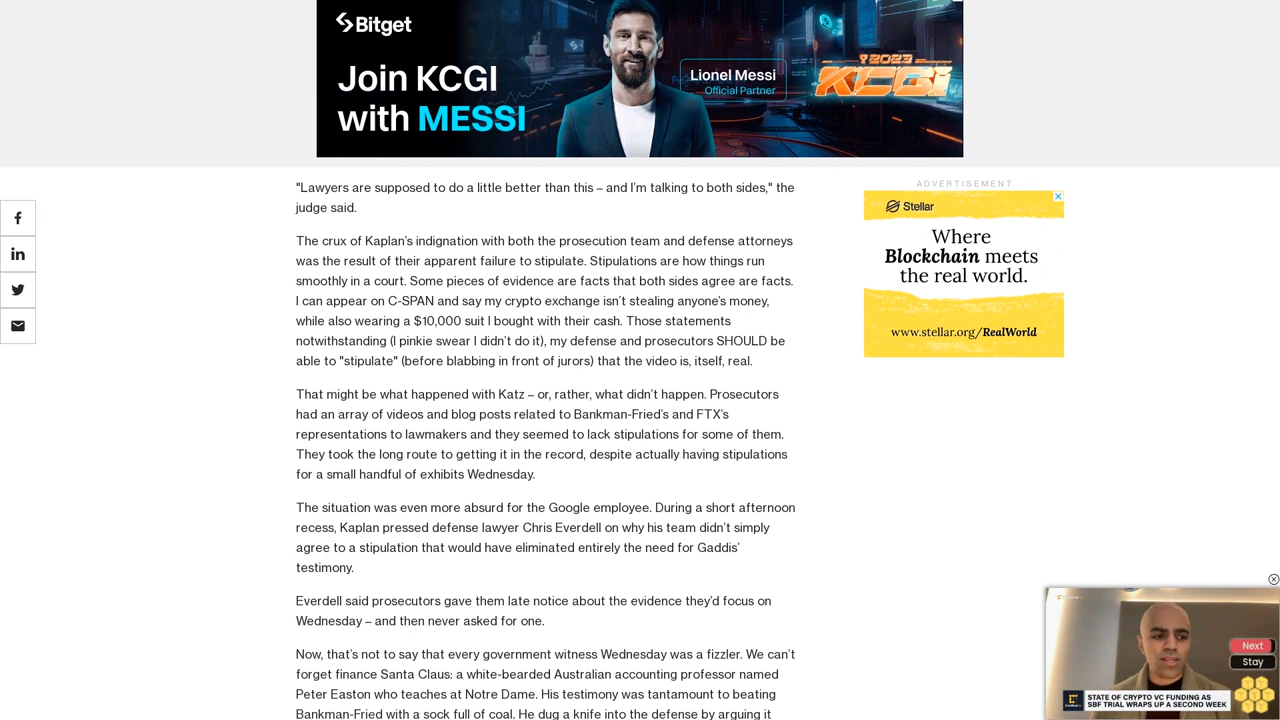 Bitget
Join KCGI
with MESSI
Lionel Messi
Official Partner
2023
KCGI
"Lawyers are supposed to do a little better than this – and I’m talking to both sides," the
judge said.
The crux of Kaplan’s indignation with both the prosecution team and defense attorneys
was the result of their apparent failure to stipulate. Stipulations are how things run
smoothly in a court. Some pieces of evidence are facts that both sides agree are facts.
I can appear on C-SPAN and say my crypto exchange isn’t stealing anyone’s money,
while also wearing a $10,000 suit I bought with their cash. Those statements
notwithstanding (I pinkie swear I didn’t do it), my defense and prosecutors SHOULD be
able to "stipulate" (before blabbing in front of jurors) that the video is, itself, real.
That might be what happened with Katz – or, rather, what didn’t happen. Prosecutors
had an array of videos and blog posts related to Bankman-Fried’s and FTX’s
representations to lawmakers and they seemed to lack stipulations for some of them.
They took the long route to getting it in the record, despite actually having stipulations
for a small handful of exhibits Wednesday.
The situation was even more absurd for the Google employee. During a short afternoon
recess, Kaplan pressed defense lawyer Chris Everdell on why his team didn’t simply
agree to a stipulation that would have eliminated entirely the need for Gaddis’
testimony.
Everdell said prosecutors gave them late notice about the evidence they’d focus on
Wednesday – and then never asked for one.
Now, that’s not to say that every government witness Wednesday was a fizzler. We can’t
forget finance Santa Claus: a white-bearded Australian accounting professor named
Peter Easton who teaches at Notre Dame. His testimony was tantamount to beating
Bankman-Fried with a sock full of coal. He dug a knife into the defense by arguing it
ADVERTISEMENT
Stellar
Where
Blockchain meets
the real world.
www.stellar.org/RealWorld
Next
Stay
STATE OF CRYPTO VC FUNDING AS
SBF TRIAL WRAPS UP A SECOND WEEK